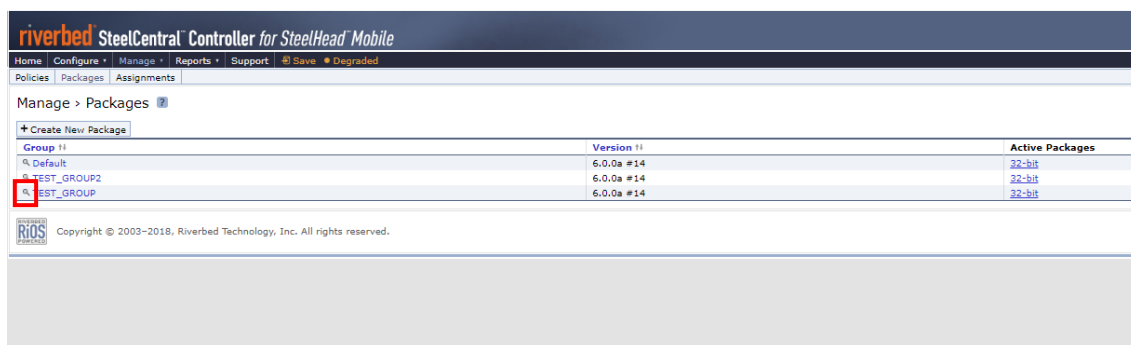 riverbed® SteelCentral™ Controller for SteelHead™ Mobile
Home Configure Manage Reports Support Save Degraded
Policies Packages Assignments
Manage › Packages ?
+ Create New Package
Group Version Active Packages
Default 6.0.0a #14 32-bit
TEST_GROUP2 6.0.0a #14 32-bit
TEST_GROUP 6.0.0a #14 32-bit
RIVERBED
RiOS
POWERED
Copyright © 2003–2018, Riverbed Technology, Inc. All rights reserved.